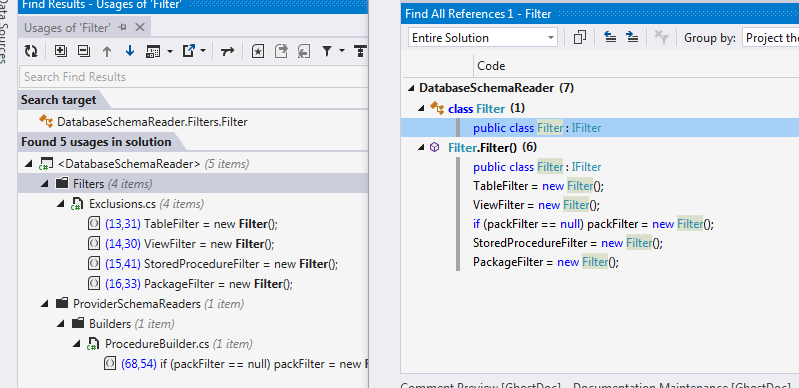 Data Sources
Find Results - Usages of 'Filter'
Usages of 'Filter'
Search Find Results
Search target
DatabaseSchemaReader.Filters.Filter
Found 5 usages in solution
<DatabaseSchemaReader> (5 items)
Filters (4 items)
Exclusions.cs (4 items)
(13,31) TableFilter = new Filter();
(14,30) ViewFilter = new Filter();
(15,41) StoredProcedureFilter = new Filter();
(16,33) PackageFilter = new Filter();
ProviderSchemaReaders (1 item)
Builders (1 item)
ProcedureBuilder.cs (1 item)
(68,54) if (packFilter == null) packFilter = new F
Find All References 1 - Filter
Entire Solution
Group by: Project the
Code
DatabaseSchemaReader (7)
class Filter (1)
public class Filter : IFilter
Filter.Filter() (6)
public class Filter : IFilter
TableFilter = new Filter();
ViewFilter = new Filter();
if (packFilter == null) packFilter = new Filter();
StoredProcedureFilter = new Filter();
PackageFilter = new Filter();
Comment Preview [GhostDoc] Documentation Maintenance [GhostDoc]